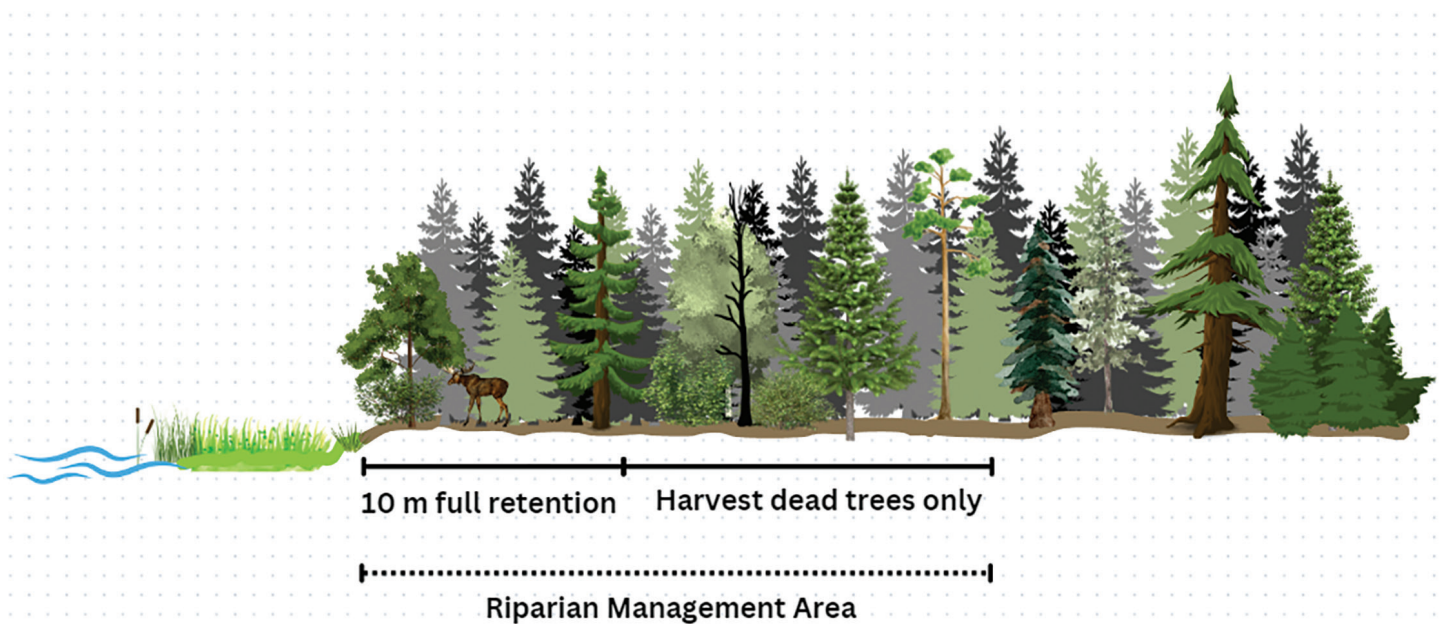 10 m full retention
Harvest dead trees only
Riparian Management Area